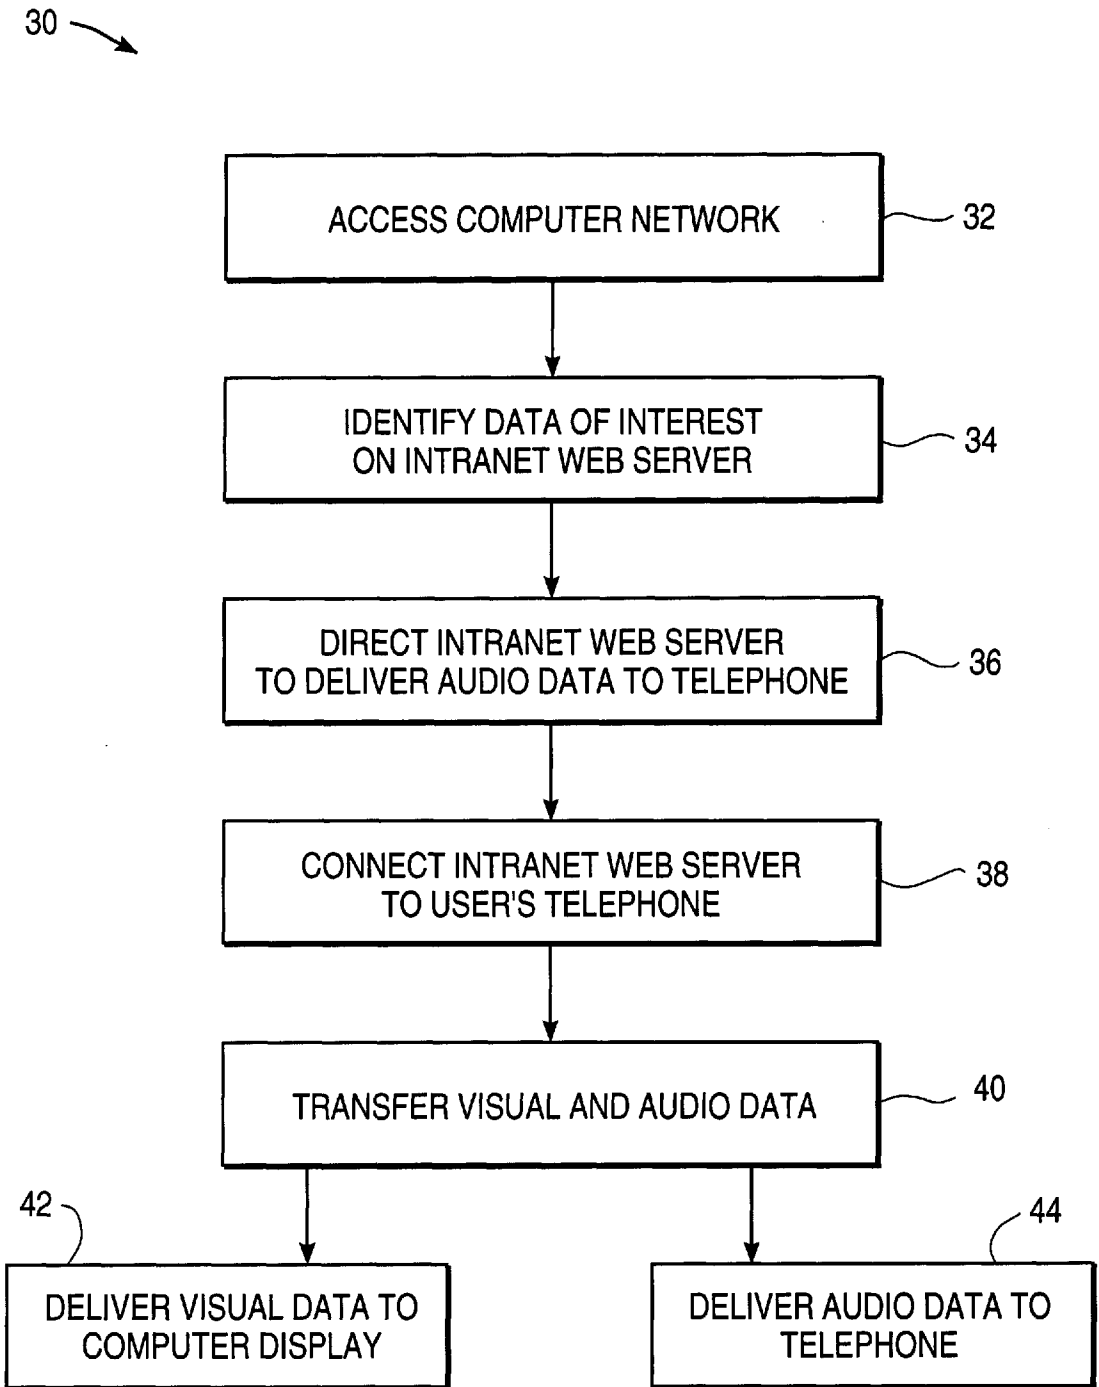 30
ACCESS COMPUTER NETWORK
32
IDENTIFY DATA OF INTEREST
ON INTRANET WEB SERVER
34
DIRECT INTRANET WEB SERVER
TO DELIVER AUDIO DATA TO TELEPHONE
36
CONNECT INTRANET WEB SERVER
TO USER'S TELEPHONE
38
TRANSFER VISUAL AND AUDIO DATA
40
42
DELIVER VISUAL DATA TO
COMPUTER DISPLAY
44
DELIVER AUDIO DATA TO
TELEPHONE